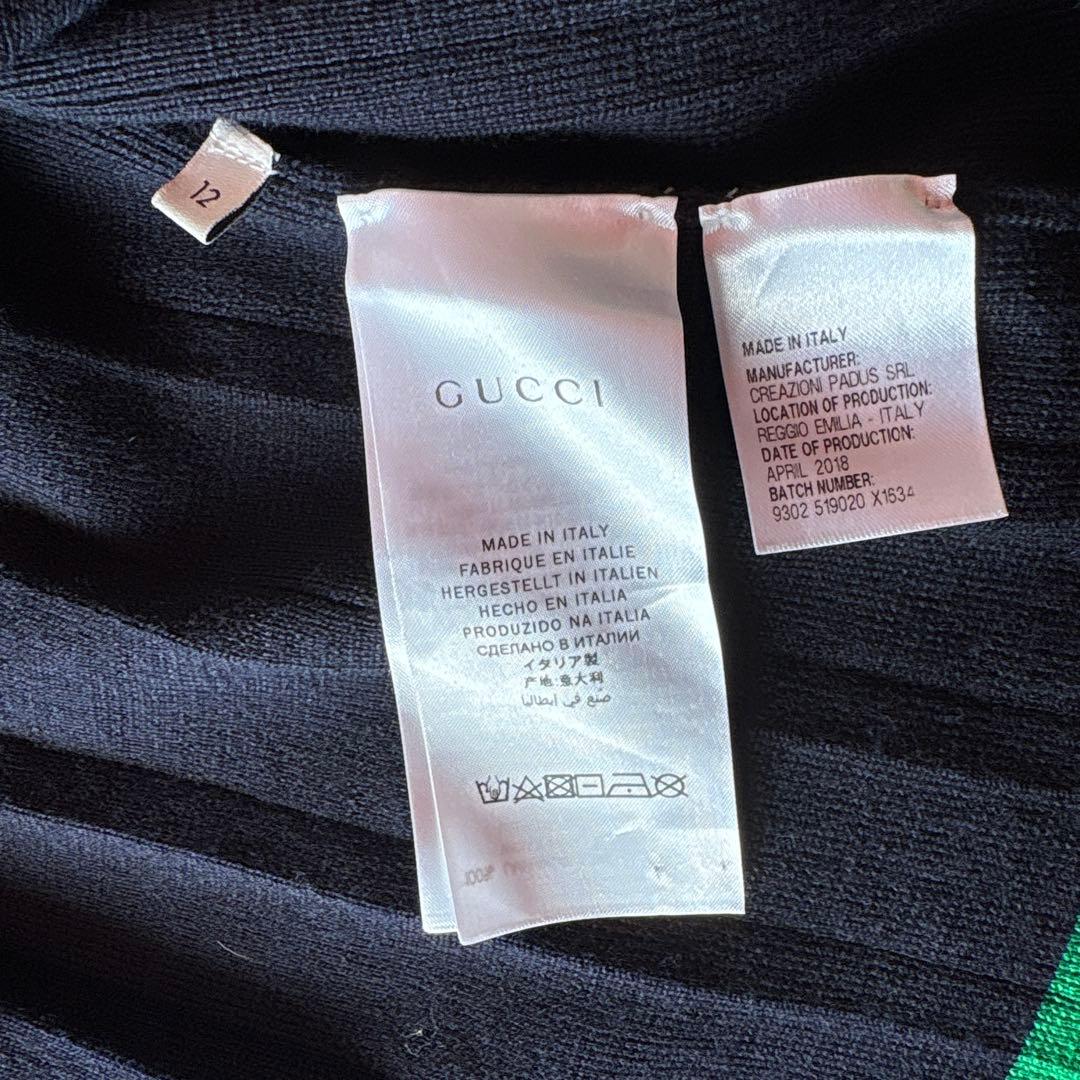 12
GUCCI
MADE IN ITALY
FABRIQUE EN ITALIE
HERGESTELLT IN ITALIEN
HECHO EN ITALIA
PRODUZIDO NA ITALIA
СДЕЛАНО В ИТАЛИИ
イタリア製
产地:意大利
صنع في ايطاليا
MADE IN ITALY
MANUFACTURER:
CREAZIONI PADUS SRL
LOCATION OF PRODUCTION:
REGGIO EMILIA - ITALY
DATE OF PRODUCTION:
APRIL 2018
BATCH NUMBER:
9302 519020 X1634